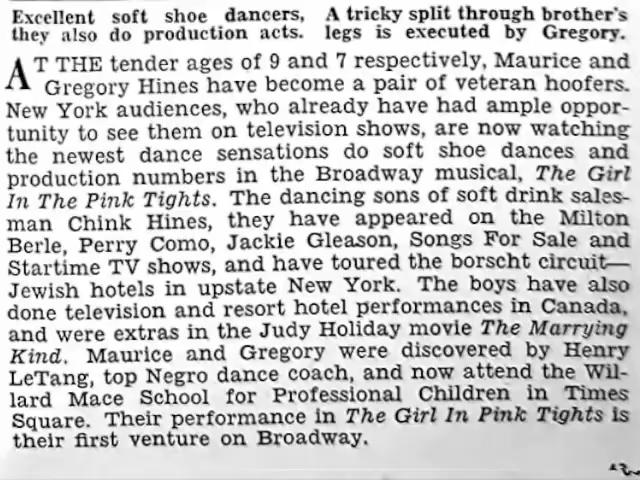 Excellent soft shoe dancers,
they also do production acts.
A tricky split through brother's
legs is executed by Gregory.
AT THE tender ages of 9 and 7 respectively, Maurice and
Gregory Hines have become a pair of veteran hoofers.
New York audiences, who already have had ample oppor-
tunity to see them on television shows, are now watching
the newest dance sensations do soft shoe dances and
production numbers in the Broadway musical, The Girl
In The Pink Tights. The dancing sons of soft drink sales-
man Chink Hines, they have appeared on the Milton
Berle, Perry Como, Jackie Gleason, Songs For Sale and
Startime TV shows, and have toured the borscht circuit—
Jewish hotels in upstate New York. The boys have also
done television and resort hotel performances in Canada,
and were extras in the Judy Holiday movie The Marrying
Kind. Maurice and Gregory were discovered by Henry
LeTang, top Negro dance coach, and now attend the Wil-
lard Mace School for Professional Children in Times
Square. Their performance in The Girl In Pink Tights is
their first venture on Broadway.